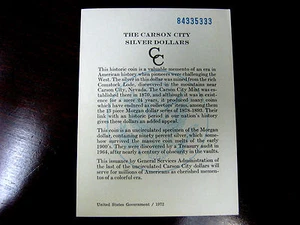 84335333
THE CARSON CITY
SILVER DOLLARS
CC
This historic coin is a valuable memento of an era in
American history when pioneers were challenging the
West. The silver in this dollar was mined from the rich
Comstock Lode, discovered in the mountains near
Carson City, Nevada. The Carson City Mint was es-
tablished there in 1870, and although it was in exist-
ence for a mere 24 years, it produced many coins
which have endured as collectors' items, among them
the 13 piece Morgan dollar series of 1878-1893. Their
link with an historic period in our nation's history
gives these dollars an added appeal.
This coin is an uncirculated specimen of the Morgan
dollar, containing ninety percent silver, which some-
how survived the massive coin melts of the early
1900's. They were discovered by a Treasury audit in
1964, after nearly a century of obscurity in the vaults.
This issuance by General Services Administration of
the last of the uncirculated Carson City dollars will
serve for millions of Americans as cherished memen-
tos of a colorful era.
United States Government / 1972